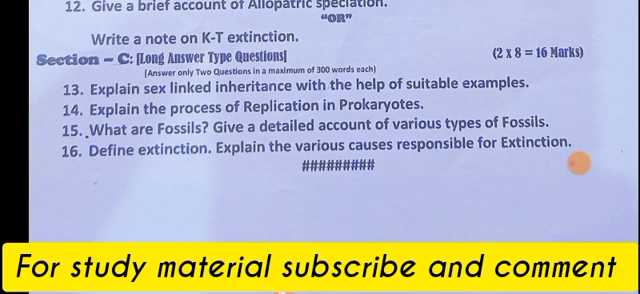 12. Give a brief account of Allopatric speciation.
"OR"
Write a note on K-T extinction.
Section - C: [Long Answer Type Questions] (2 x 8 = 16 Marks)
[Answer only Two Questions in a maximum of 300 words each)
13. Explain sex linked inheritance with the help of suitable examples.
14. Explain the process of Replication in Prokaryotes.
15. What are Fossils? Give a detailed account of various types of Fossils.
16. Define extinction. Explain the various causes responsible for Extinction.
#########
For study material subscribe and comment